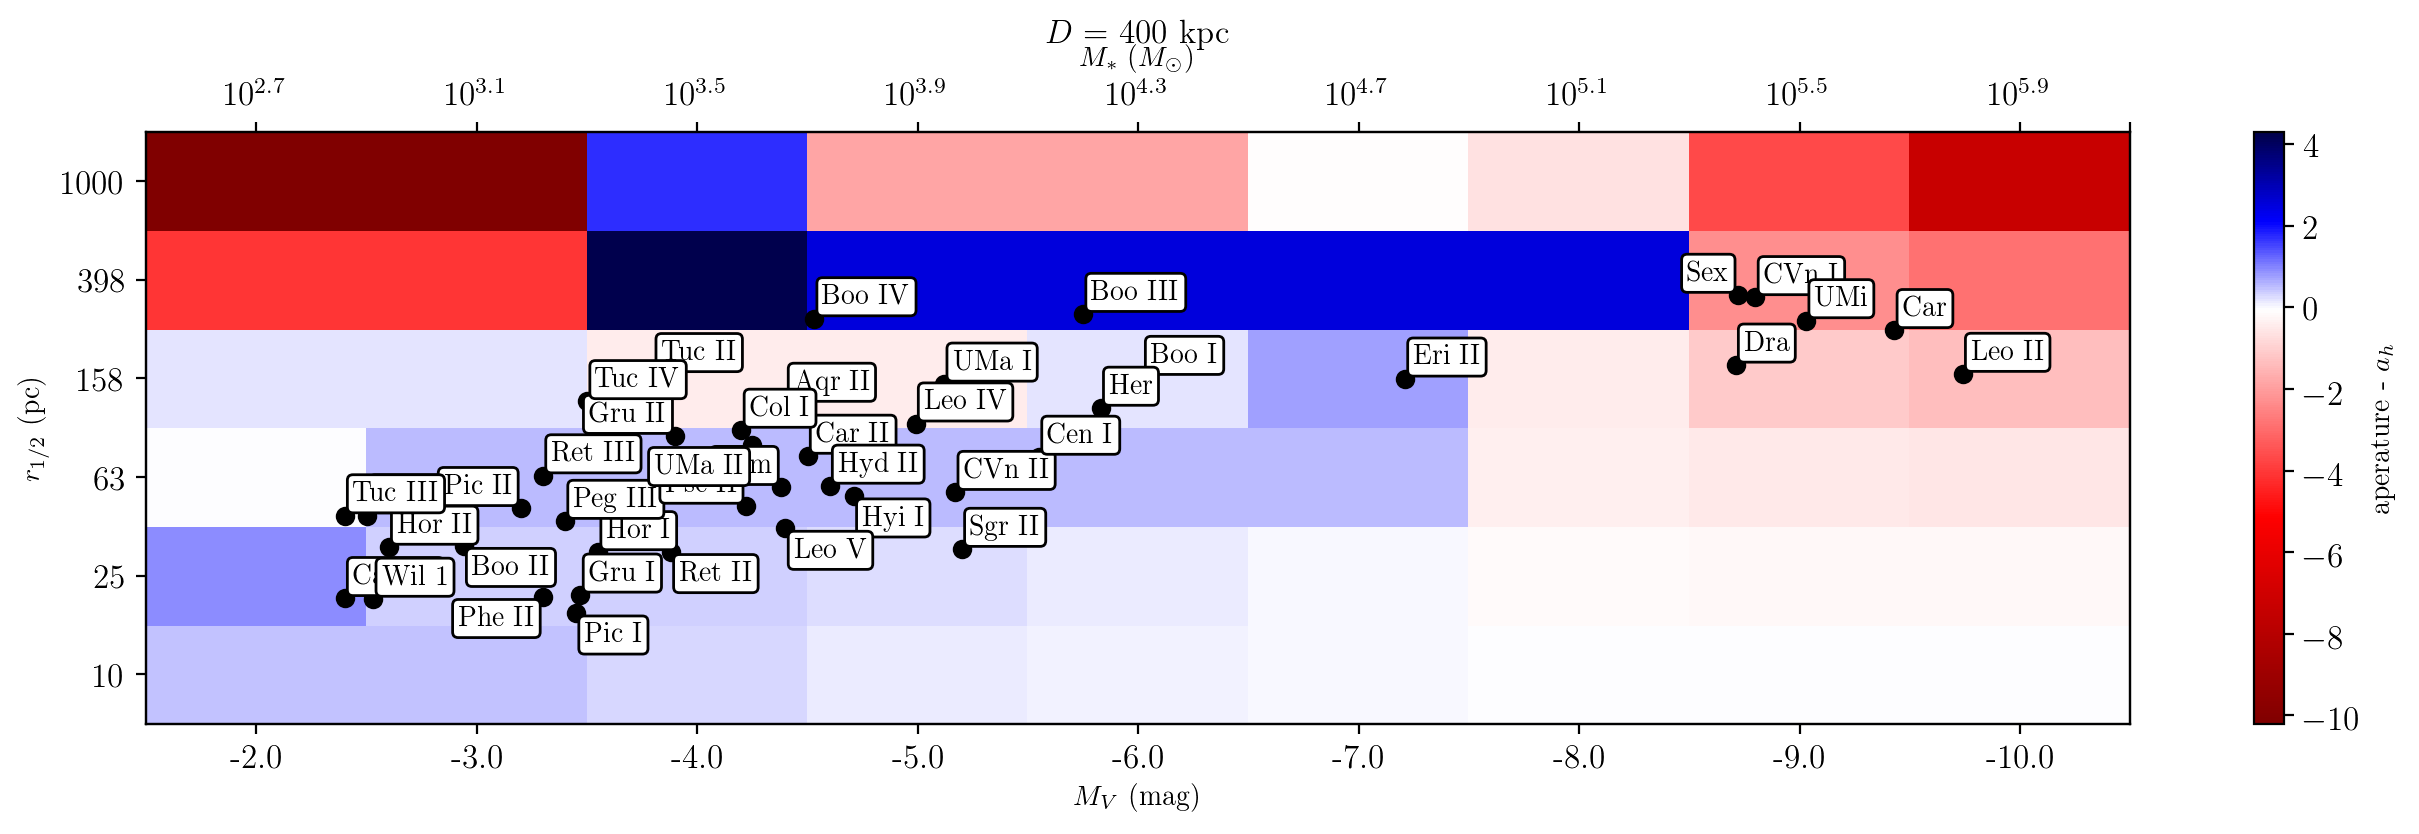 D = 400 kpc
M* (M⊙)
10^2.7 10^3.1 10^3.5 10^3.9 10^4.3 10^4.7 10^5.1 10^5.5 10^5.9
1000
398
158
63
25
10
r1/2 (pc)
Sex
CVn I
UMi
Car
Boo IV
Boo III
Dra
Leo II
Tuc II
UMa I
Boo I
Eri II
Tuc IV
Aqr II
Her
Gru II
Col I
Leo IV
Ret III
Car II
Cen I
UMa II
Hyd II
CVn II
Tuc III
Pic II
Peg III
Psc II
Hor II
Hor I
Hyi I
Sgr II
Leo V
Boo II
Wil 1
Gru I
Ret II
Phe II
Pic I
-2.0 -3.0 -4.0 -5.0 -6.0 -7.0 -8.0 -9.0 -10.0
MV (mag)
4
2
0
−2
−4
−6
−8
−10
aperature - ah